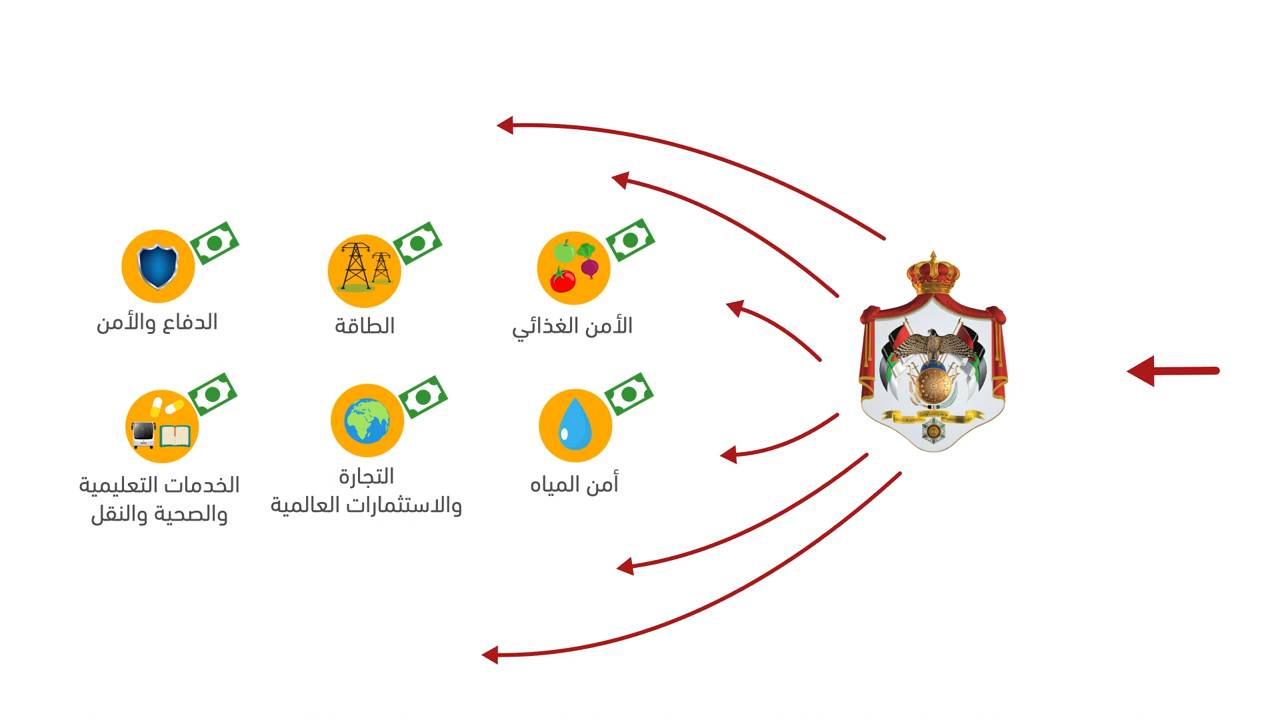 الأمن الغذائي
الطاقة
الدفاع والأمن
أمن المياه
التجارة
والاستثمارات العالمية
الخدمات التعليمية
والصحية والنقل